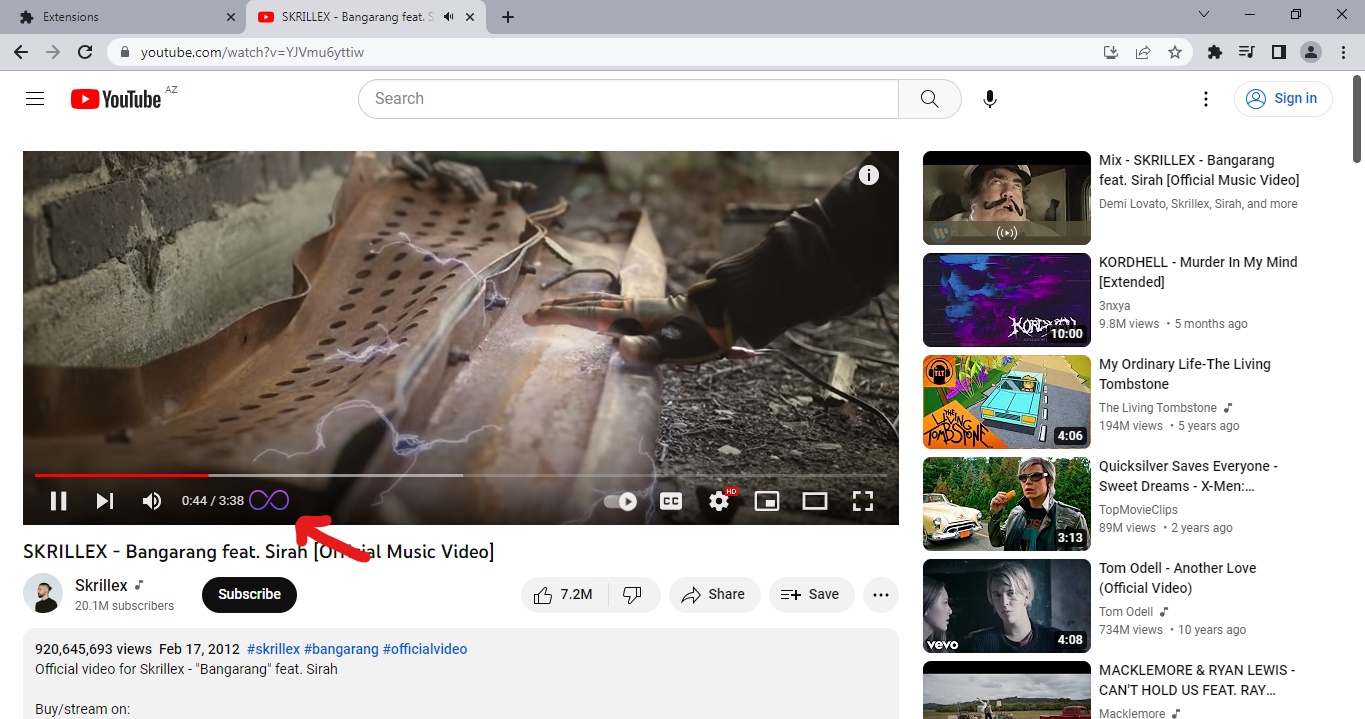 Extensions
SKRILLEX - Bangarang feat. S
youtube.com/watch?v=YJVmu6yttiw
YouTube AZ
Search
Sign in
0:44 / 3:38
CC
HD
SKRILLEX - Bangarang feat. Sirah [Official Music Video]
Skrillex
20.1M subscribers
Subscribe
7.2M
Share
Save
920,645,693 views Feb 17, 2012 #skrillex #bangarang #officialvideo
Official video for Skrillex - "Bangarang" feat. Sirah
Buy/stream on:
Mix - SKRILLEX - Bangarang
feat. Sirah [Official Music Video]
Demi Lovato, Skrillex, Sirah, and more
KORDHELL
10:00
KORDHELL - Murder In My Mind
[Extended]
3nxya
9.8M views • 5 months ago
TLT
THE
LIVING
TOMBSTONE
4:06
My Ordinary Life-The Living
Tombstone
The Living Tombstone
194M views • 5 years ago
3:13
Quicksilver Saves Everyone -
Sweet Dreams - X-Men:...
TopMovieClips
89M views • 2 years ago
vevo
4:08
Tom Odell - Another Love
(Official Video)
Tom Odell
734M views • 10 years ago
MACKLEMORE & RYAN LEWIS -
CAN'T HOLD US FEAT. RAY...
Macklemore